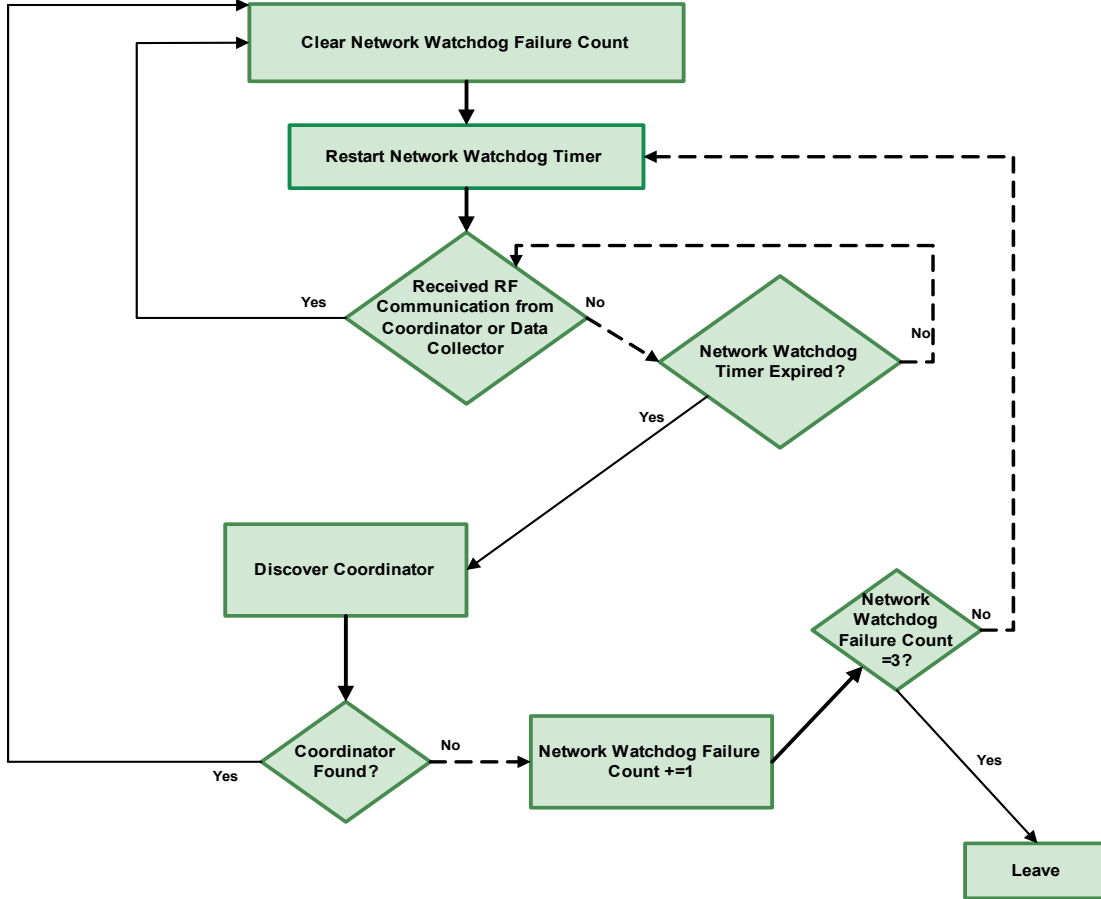 Clear Network Watchdog Failure Count
Restart Network Watchdog Timer
Received RF
Communication from
Coordinator or Data
Collector
Yes
No
Network Watchdog
Timer Expired?
No
Yes
Discover Coordinator
Network
Watchdog
Failure Count
=3?
No
Coordinator
Found?
Yes
No
Network Watchdog Failure
Count +=1
Yes
Leave